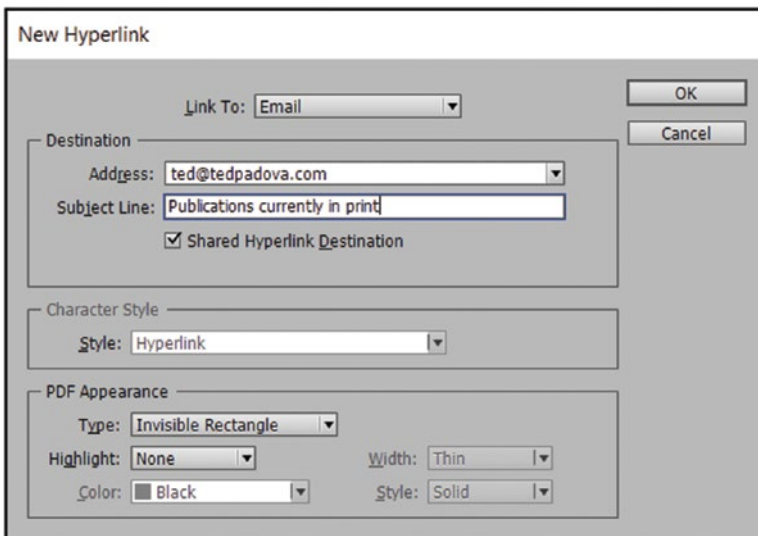 New Hyperlink
Link To: Email
OK
Cancel
Destination
Address: ted@tedpadova.com
Subject Line: Publications currently in print
Shared Hyperlink Destination
Character Style
Style: Hyperlink
PDF Appearance
Type: Invisible Rectangle
Highlight: None Width: Thin
Color: Black Style: Solid